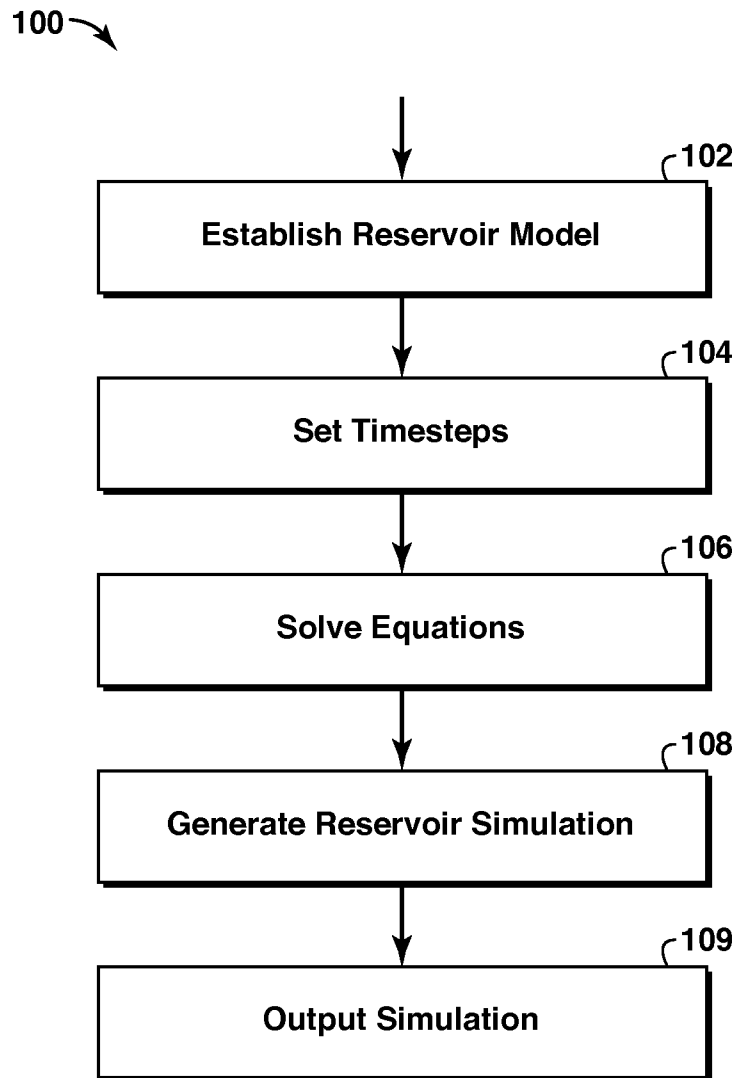 100
102
Establish Reservoir Model
104
Set Timesteps
106
Solve Equations
108
Generate Reservoir Simulation
109
Output Simulation